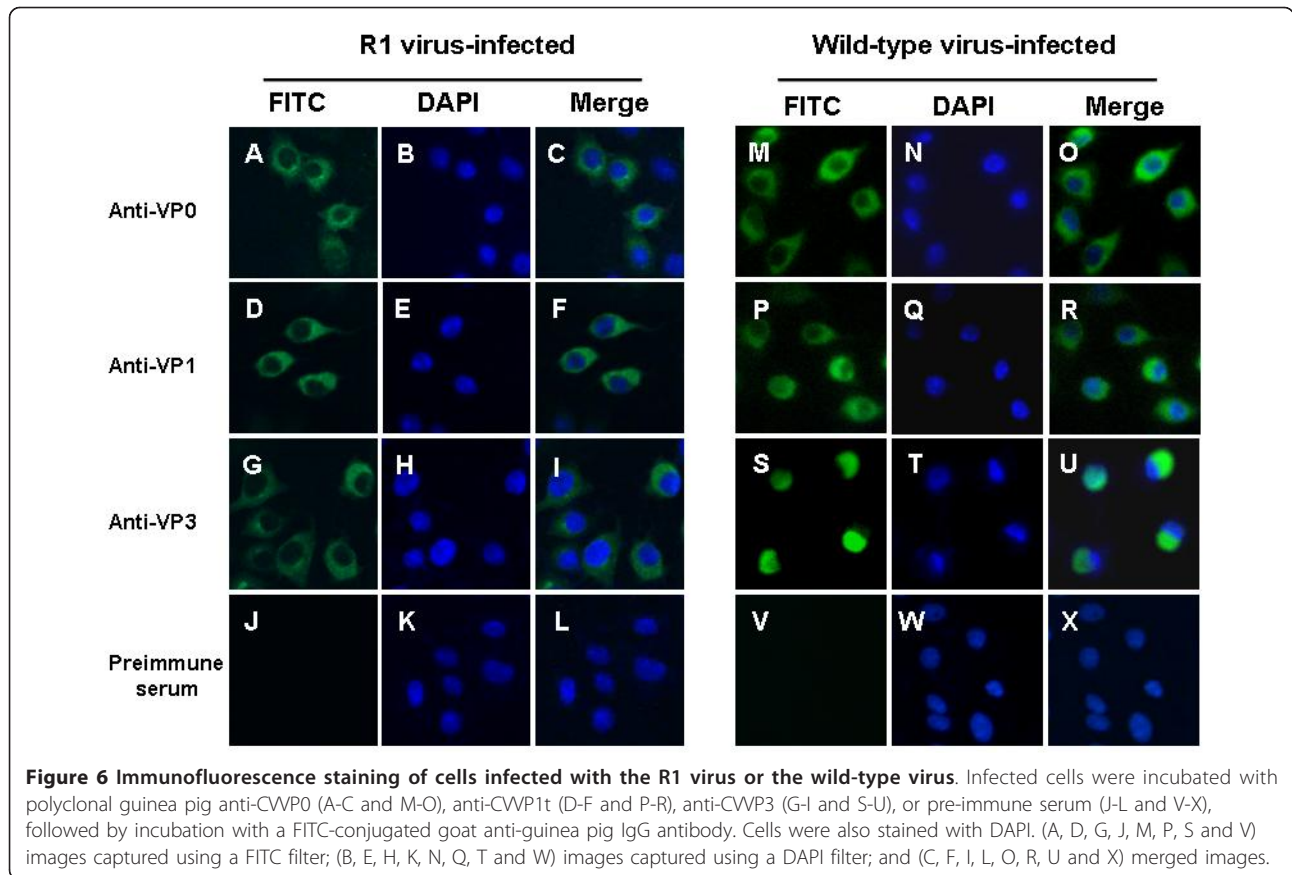 R1 virus-infected
Wild-type virus-infected
FITC DAPI Merge
FITC DAPI Merge
Anti-VP0
A B C M N O
Anti-VP1
D E F P Q R
Anti-VP3
G H I S T U
Preimmune
serum
J K L V W X
Figure 6 Immunofluorescence staining of cells infected with the R1 virus or the wild-type virus. Infected cells were incubated with
polyclonal guinea pig anti-CVVP0 (A-C and M-O), anti-CVVP1t (D-F and P-R), anti-CVVP3 (G-I and S-U), or pre-immune serum (J-L and V-X),
followed by incubation with a FITC-conjugated goat anti-guinea pig IgG antibody. Cells were also stained with DAPI. (A, D, G, J, M, P, S and V)
images captured using a FITC filter; (B, E, H, K, N, Q, T and W) images captured using a DAPI filter; and (C, F, I, L, O, R, U and X) merged images.